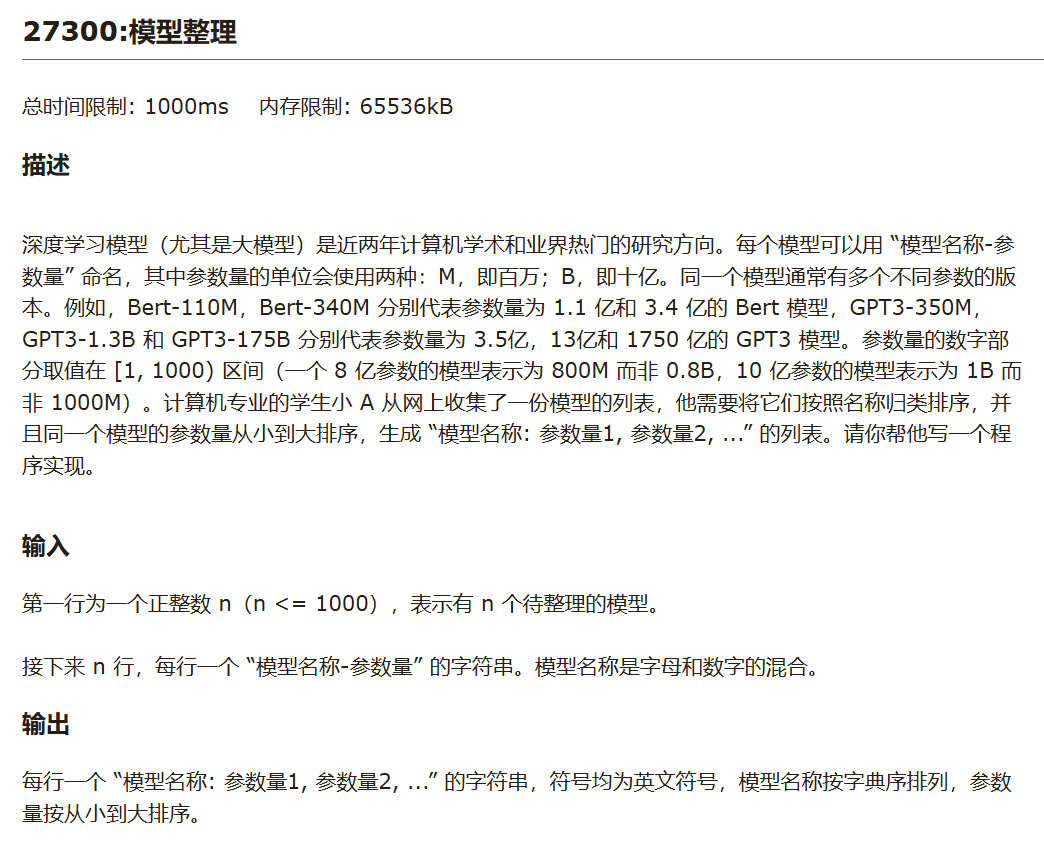 27300:模型整理
总时间限制: 1000ms 内存限制: 65536kB
描述
深度学习模型（尤其是大模型）是近两年计算机学术和业界热门的研究方向。每个模型可以用 “模型名称-参
数量” 命名，其中参数量的单位会使用两种：M，即百万；B，即十亿。同一个模型通常有多个不同参数的版
本。例如，Bert-110M，Bert-340M 分别代表参数量为 1.1 亿和 3.4 亿的 Bert 模型，GPT3-350M，
GPT3-1.3B 和 GPT3-175B 分别代表参数量为 3.5亿，13亿和 1750 亿的 GPT3 模型。参数量的数字部
分取值在 [1, 1000) 区间（一个 8 亿参数的模型表示为 800M 而非 0.8B，10 亿参数的模型表示为 1B 而
非 1000M）。计算机专业的学生小 A 从网上收集了一份模型的列表，他需要将它们按照名称归类排序，并
且同一个模型的参数量从小到大排序，生成 “模型名称: 参数量1, 参数量2, ...” 的列表。请你帮他写一个程
序实现。
输入
第一行为一个正整数 n（n <= 1000），表示有 n 个待整理的模型。
接下来 n 行，每行一个 “模型名称-参数量” 的字符串。模型名称是字母和数字的混合。
输出
每行一个 “模型名称: 参数量1, 参数量2, ...” 的字符串，符号均为英文符号，模型名称按字典序排列，参数
量按从小到大排序。